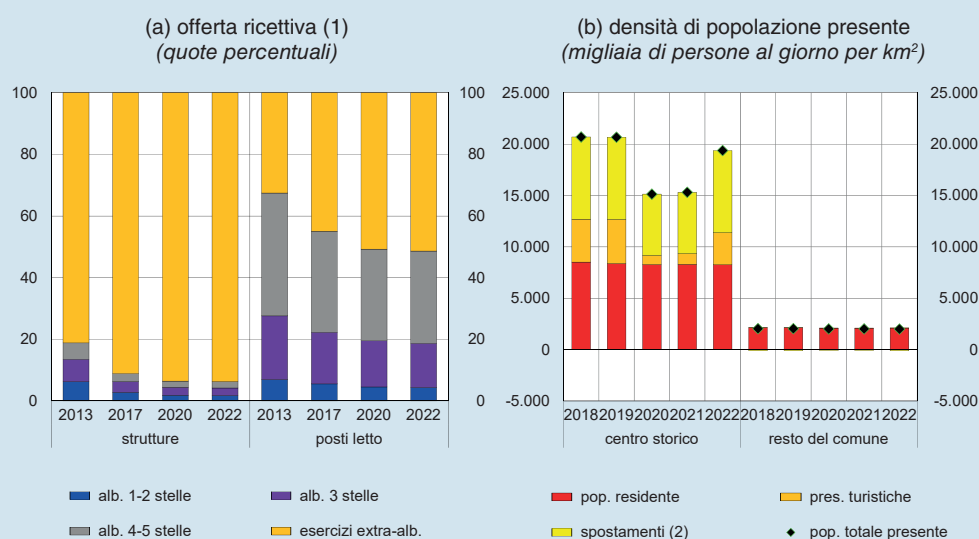 (a) offerta ricettiva (1)
(quote percentuali)
100 100
80 80
60 60
40 40
20 20
0 0
2013 2017 2020 2022 2013 2017 2020 2022
strutture posti letto
alb. 1-2 stelle alb. 3 stelle
alb. 4-5 stelle esercizi extra-alb.
(b) densità di popolazione presente
(migliaia di persone al giorno per km²)
25.000 25.000
20.000 20.000
15.000 15.000
10.000 10.000
5.000 5.000
0 0
-5.000 -5.000
2018 2019 2020 2021 2022 2018 2019 2020 2021 2022
centro storico resto del comune
pop. residente pres. turistiche
spostamenti (2) pop. totale presente